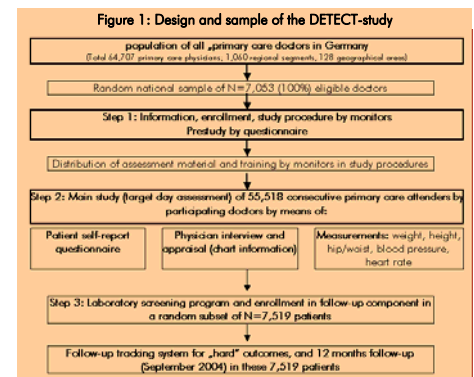 Figure 1: Design and sample of the DETECT-study
population of all „primary care doctors in Germany
(Total 64,707 primary care physicians, 1,060 regional segments, 128 geographical areas)
Random national sample of N=7,053 (100%) eligible doctors
Step 1: Information, enrollment, study procedure by monitors
Prestudy by questionnaire
Distribution of assessment material and training by monitors in study procedures
Step 2: Main study (target day assessment) of 55,518 consecutive primary care attenders by
participating doctors by means of:
Patient self-report
questionnaire
Physician interview and
appraisal (chart information)
Measurements: weight, height,
hip/waist, blood pressure,
heart rate
Step 3: Laboratory screening program and enrollment in follow-up component in
a random subset of N=7,519 patients
Follow-up tracking system for „hard” outcomes, and 12 months follow-up
(September 2004) in these 7,519 patients